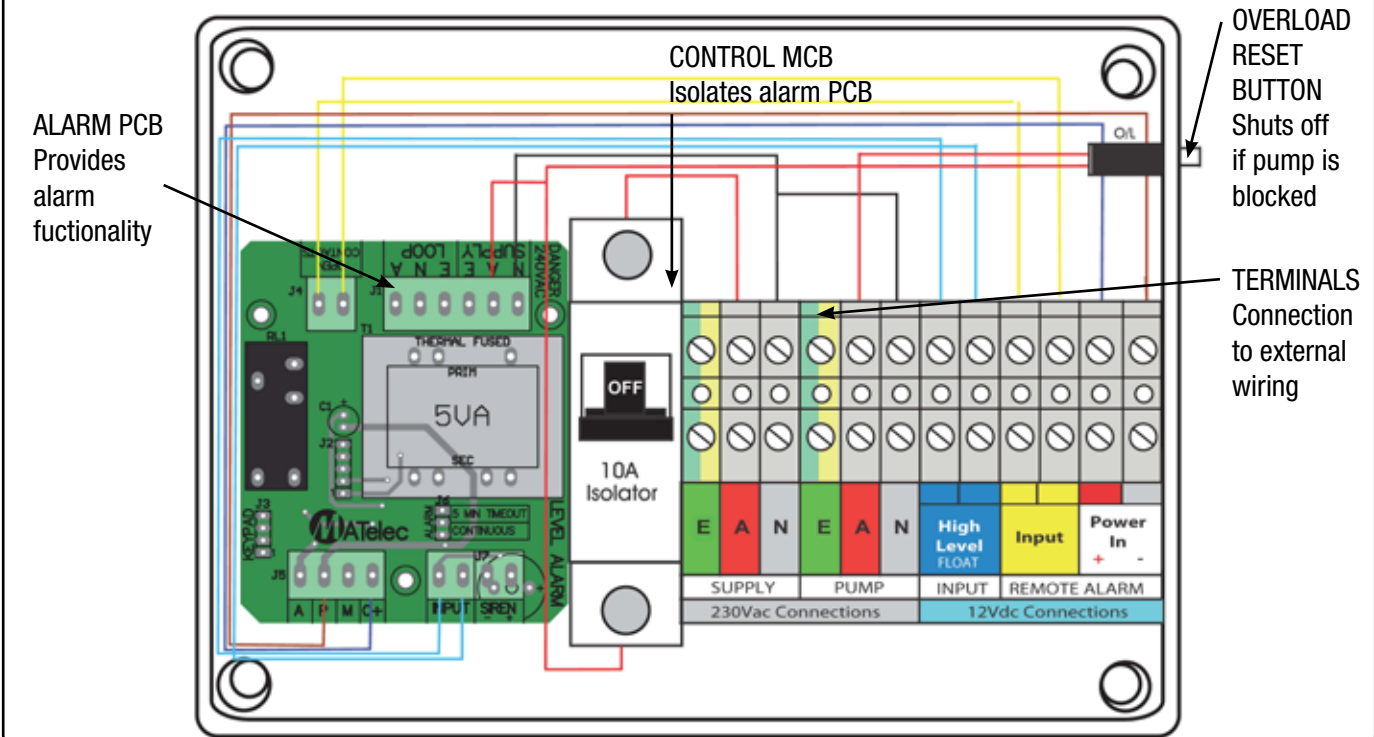 OVERLOAD
RESET
BUTTON
Shuts off
if pump is
blocked
CONTROL MCB
Isolates alarm PCB
ALARM PCB
Provides
alarm
fuctionality
O/L
TERMINALS
Connection
to external
wiring
J4
J1
A N E E A N
LOOP SUPPLY
DANGER
240VAC
RL1
T1
THERMAL FUSED
PRIM
5VA
SEC
C1 +
J2
J3
KEYPAD
MATelec
J6
ALARM
5 MIN TIMEOUT
CONTINUOUS
LEVEL ALARM
J5
J7
A P M C+
INPUT SIREN
- +
OFF
10A
Isolator
E A N E A N
High
Level
FLOAT
Input
Power
In
+ -
SUPPLY PUMP INPUT REMOTE ALARM
230Vac Connections 12Vdc Connections